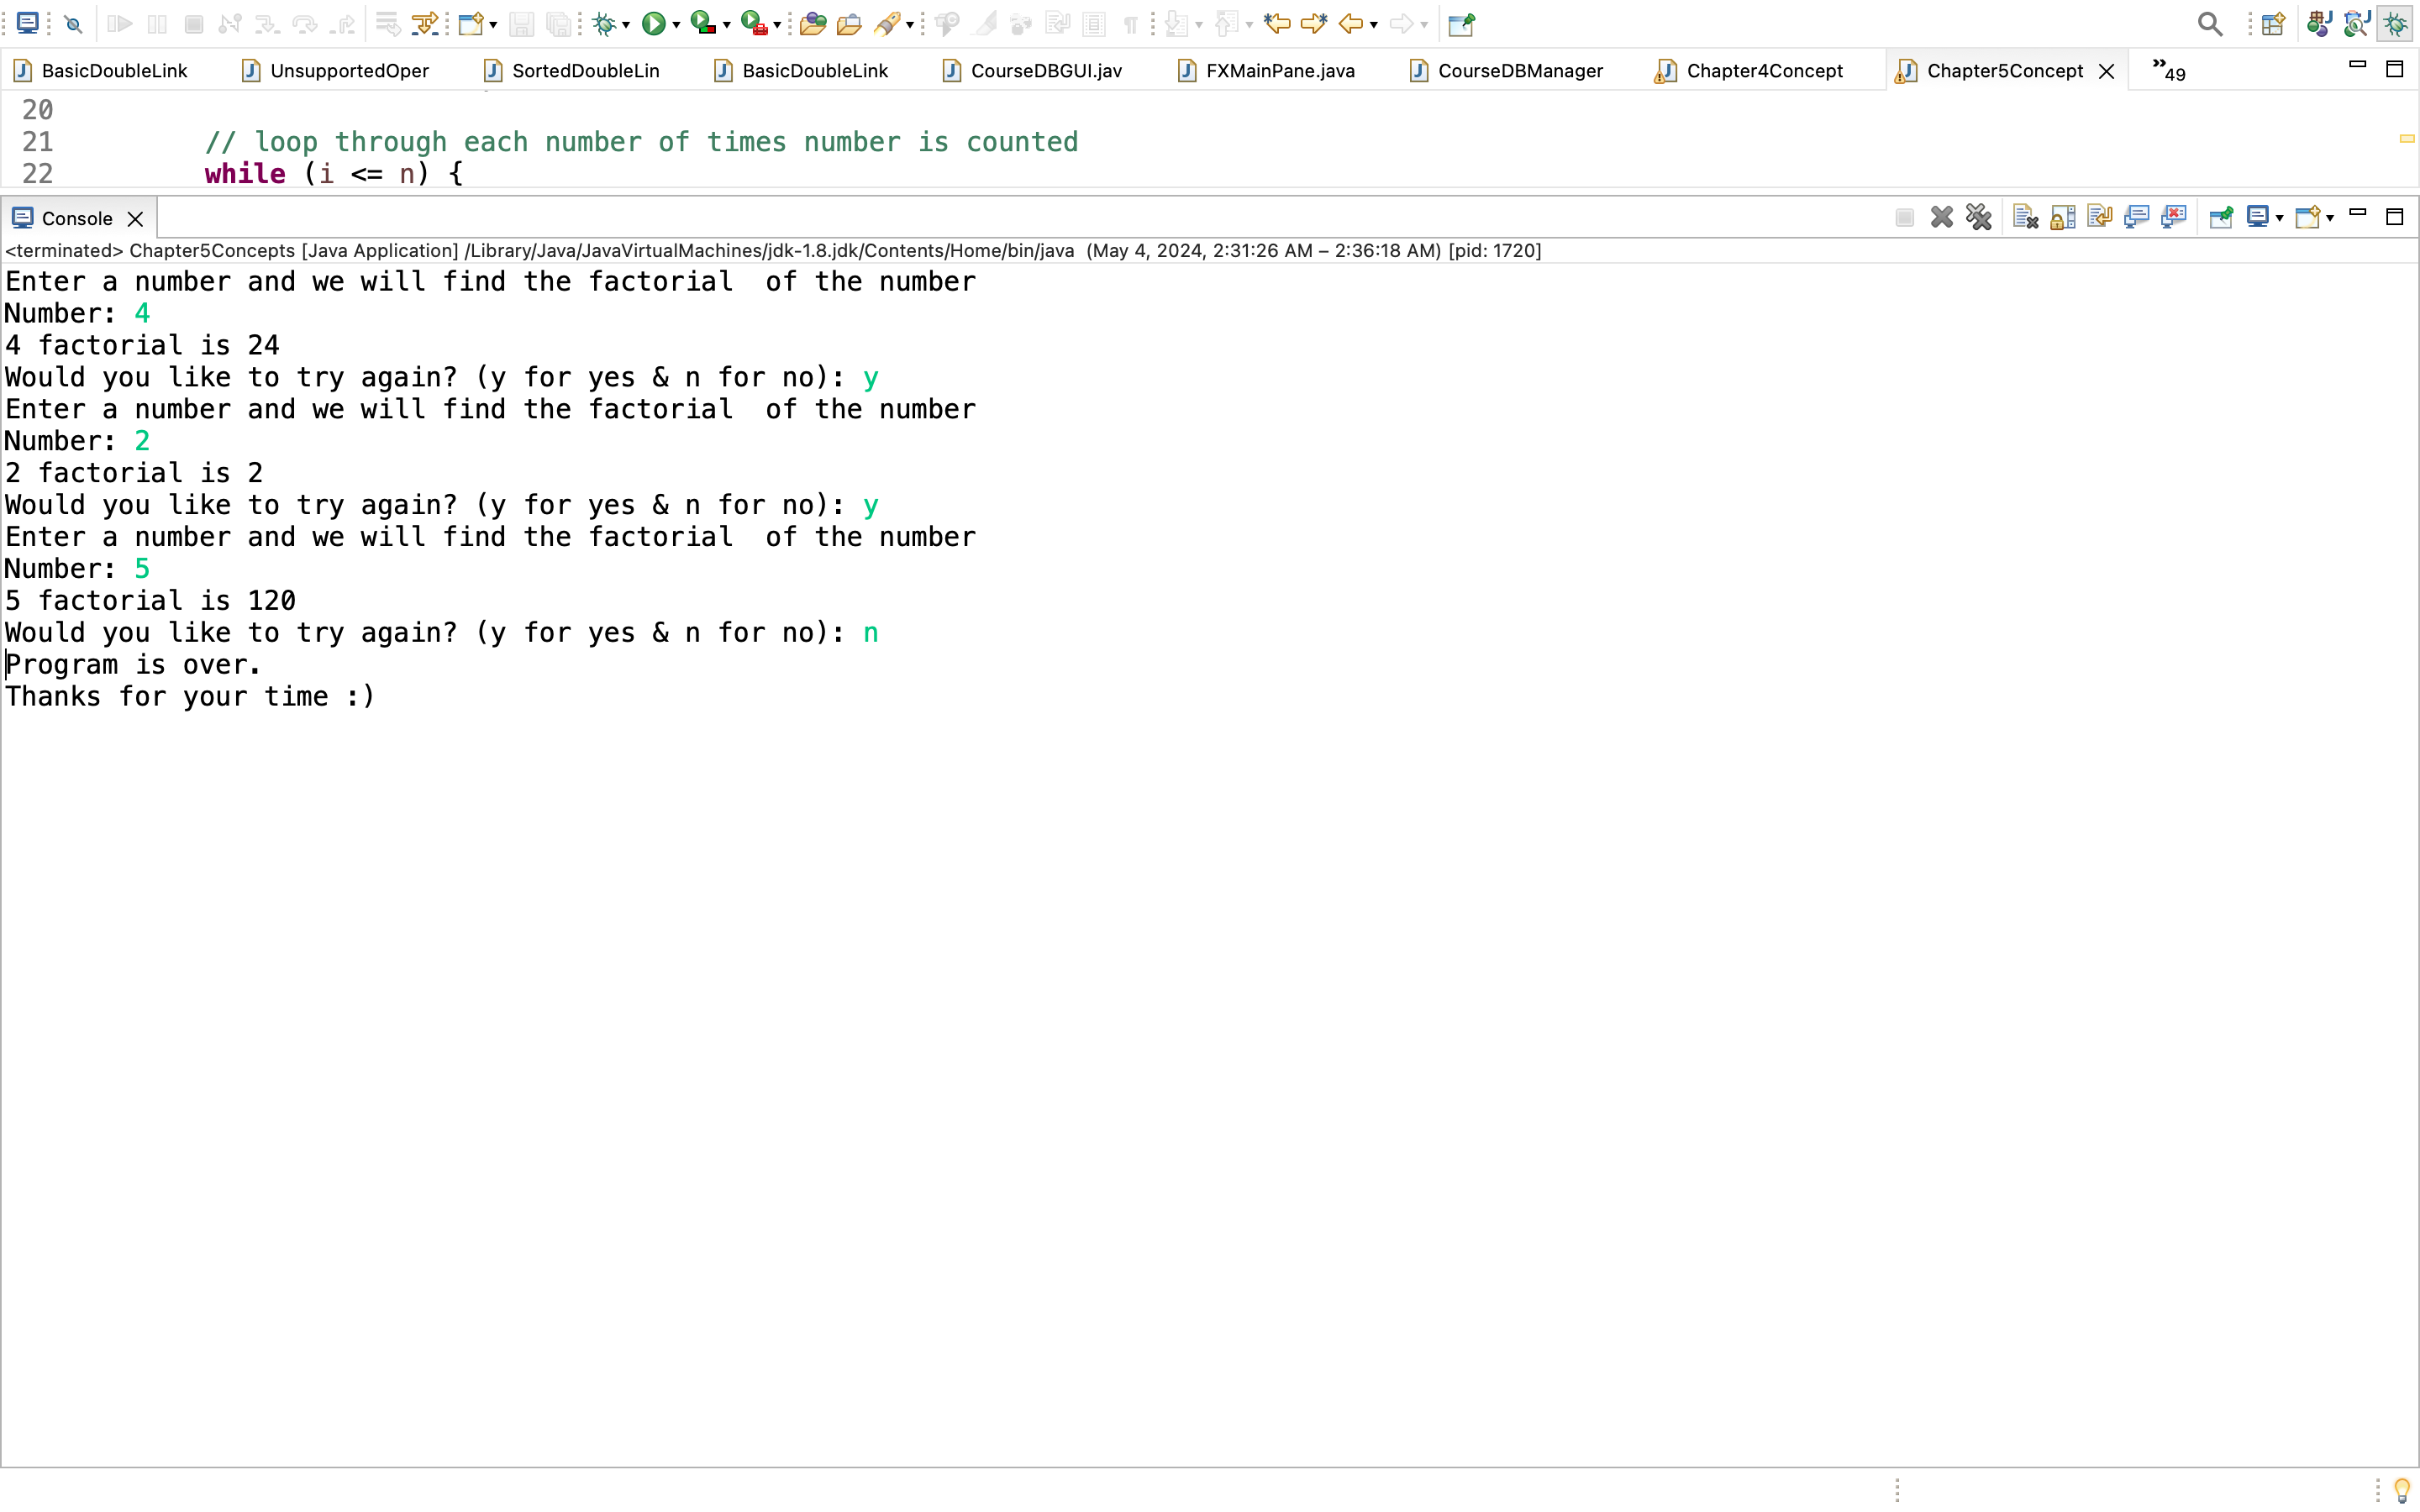 BasicDoubleLink UnsupportedOper SortedDoubleLin BasicDoubleLink CourseDBGUI.jav FXMainPane.java CourseDBManager Chapter4Concept Chapter5Concept »49
20
21 // loop through each number of times number is counted
22 while (i <= n) {
Console
<terminated> Chapter5Concepts [Java Application] /Library/Java/JavaVirtualMachines/jdk-1.8.jdk/Contents/Home/bin/java (May 4, 2024, 2:31:26 AM – 2:36:18 AM) [pid: 1720]
Enter a number and we will find the factorial  of the number
Number: 4
4 factorial is 24
Would you like to try again? (y for yes & n for no): y
Enter a number and we will find the factorial  of the number
Number: 2
2 factorial is 2
Would you like to try again? (y for yes & n for no): y
Enter a number and we will find the factorial  of the number
Number: 5
5 factorial is 120
Would you like to try again? (y for yes & n for no): n
Program is over.
Thanks for your time :)